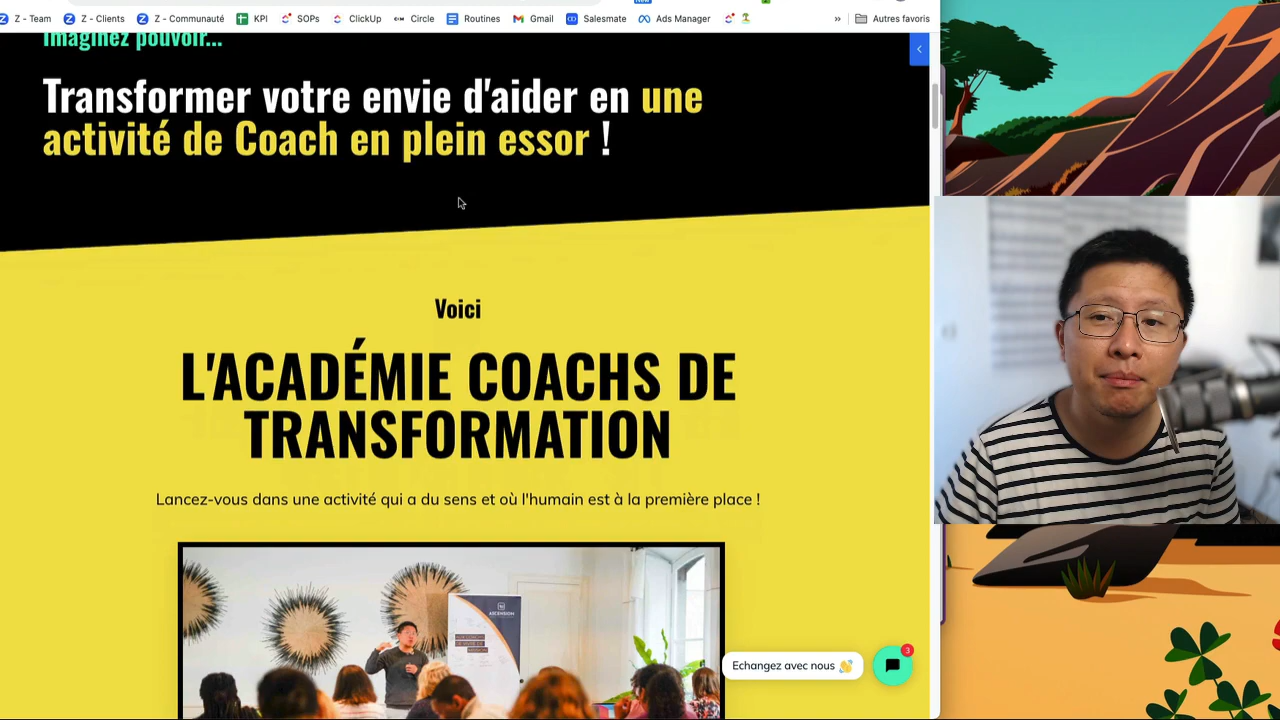 Z - Team
Z - Clients
Z - Communauté
KPI
SOPs
ClickUp
Circle
Routines
Gmail
Salesmate
Ads Manager
»
Autres favoris
Imaginez pouvoir...
Transformer votre envie d'aider en une
activité de Coach en plein essor !
Voici
L'ACADÉMIE COACHS DE
TRANSFORMATION
Lancez-vous dans une activité qui a du sens et où l'humain est à la première place !
ASCENSION
Echangez avec nous 👋
3